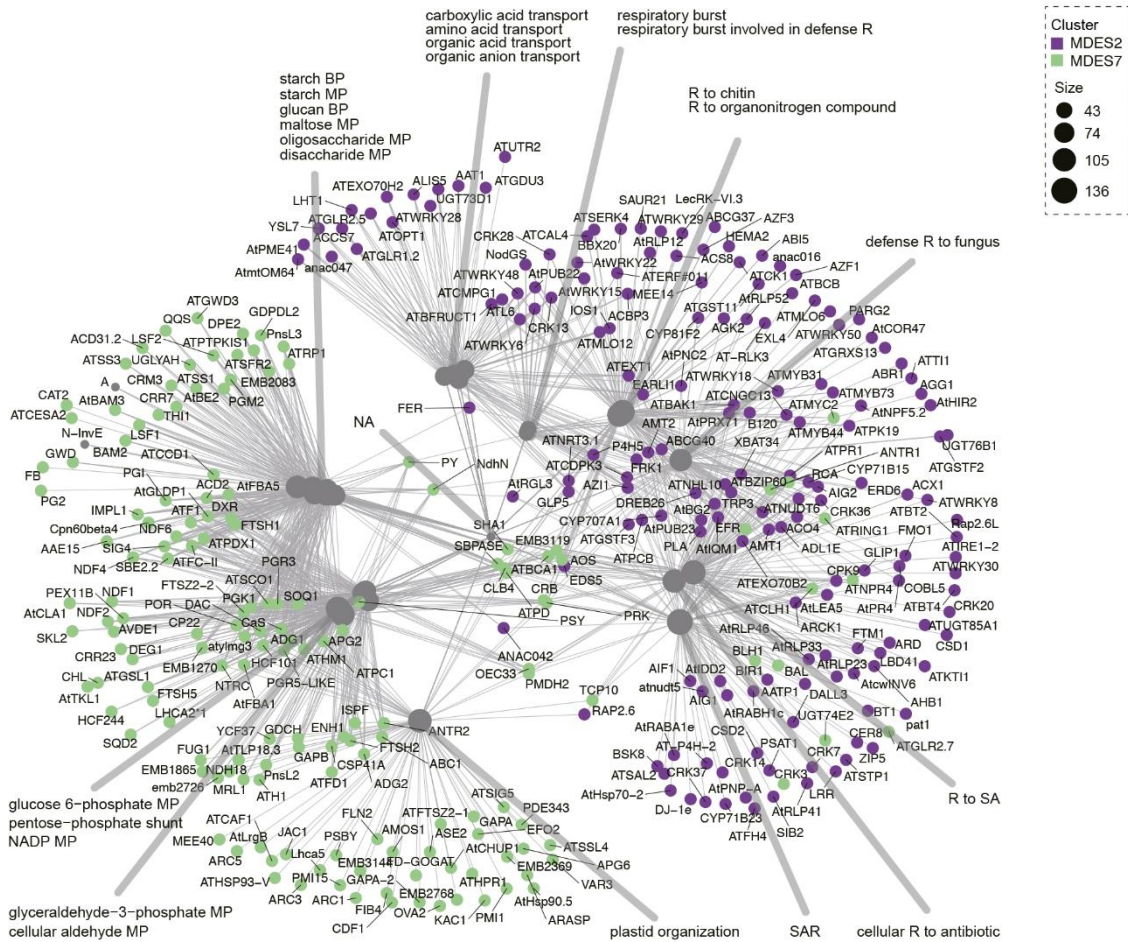 carboxylic acid transport
amino acid transport
organic acid transport
organic anion transport
respiratory burst
respiratory burst involved in defense R
R to chitin
R to organonitrogen compound
starch BP
starch MP
glucan BP
maltose MP
oligosaccharide MP
disaccharide MP
defense R to fungus
Cluster
MDES2
MDES7
Size
43
74
105
136
ATUTR2
ATGDU3
AAT1
ALIS5
UGT73D1
ATEXO70H2
LHT1
ATGLR2.5
ATWRKY28
YSL7
ACCS7
ATOPT1
AtPME41
ATGLR1.2
AtmtOM64
anac047
SAUR21
LecRK-VI.3
ATSERK4
ATWRKY29
ABCG37
AZF3
ATCAL4
BBX20
AtRLP12
HEMA2
CRK28
ACS8
ABI5
NodGS
AtWRKY22
anac016
ATWRKY48
AtPUB22
ATERF#011
ATCK1
AZF1
ATCMPG1
AtWRKY15
MEE14
ATBCB
ATGST11
AtRLP52
ATBFRUCT1
ATL6
IOS1
ACBP3
ATMLO6
PARG2
CRK13
CYP81F2
AGK2
EXL4
ATWRKY50
AtCOR47
ATWRKY6
ATMLO12
AtPNC2
AT-RLK3
ATGRXS13
ATTI1
ATEXT1
ATWRKY18
ATMYB31
ABR1
AGG1
EARLI1
ATCNGC13
ATMYB73
AtHIR2
ATBAK1
ATMYC2
AtNPF5.2
AtPRX71
B120
ATMYB44
ATPK19
AMT2
XBAT34
ATPR1
ANTR1
UGT76B1
ATNRT3.1
P4H5
ABCG40
RCA
CYP71B15
ATGSTF2
ATCDPK3
FRK1
ATBZIP60
ACX1
AtRGL3
AZI1
ATNHL10
AIG2
ERD6
ATWRKY8
GLP5
DREB26
TRP3
ATNUDT6
CRK36
ATBT2
AtBG2
Rap2.6L
CYP707A1
AtPUB23
EFR
ACO4
ATRING1
FMO1
ATIRE1-2
GSTF3
PLA
AtIQM1
AMT1
ADL1E
GLIP1
ATWRKY30
ATPCB
ATEXO70B2
CPK9
COBL5
ATNPR4
CRK20
ATCLH1
AtLEA5
AtPR4
ATBT4
ARCK1
ATUGT85A1
CSD1
AtRLP46
FTM1
ARD
BLH1
AtRLP33
LBD41
AIF1
AtIDD2
BIR1
BAL
AtRLP23
ATKTI1
atnudt5
AATP1
AtcwINV6
AIG1
DALL3
AHB1
AtRABH1c
BT1
pat1
AtRABA1e
UGT74E2
CSD2
CER8
ATGLR2.7
BSK8
AT-P4H-2
PSAT1
CRK7
ZIP5
ATSAL2
CRK14
CRK3
ATSTP1
CRK37
AtPNP-A
LRR
AtHsp70-2
AtRLP41
DJ-1e
CYP71B23
SIB2
ATFH4
FER
NA
PY
NdhN
SHA1
SBPASE
EMB3119
ATBCA1
AOS
EDS5
CLB4
CRB
ATPD
PSY
PRK
ANAC042
OEC33
PMDH2
TCP10
RAP2.6
ATGWD3
GDPDL2
QQS
DPE2
PnsL3
ACD31.2
LSF2
ATPTPKIS1
ATRP1
ATSS3
UGLYAH
ATSFR2
A
CRM3
ATSS1
EMB2083
CAT2
CRR7
AtBE2
PGM2
AtBAM3
THI1
ATCESA2
N-InvE
LSF1
BAM2
ATCCD1
GWD
PGI
ACD2
AtFBA5
FB
AtGLDP1
DXR
PG2
IMPL1
ATF1
FTSH1
Cpn60beta4
NDF6
ATPDX1
AAE15
SIG4
PGR3
NDF4
SBE2.2
ATFC-II
ATSCO1
FTSZ2-2
PEX11B
NDF1
PGK1
SOQ1
AtCLA1
POR
DAC
NDF2
CaS
AVDE1
CP22
ADG1
APG2
SKL2
DEG1
atylmg3
ATHM1
CRR23
EMB1270
HCF101
ATPC1
CHL
ATGSL1
NTRC
PGR5-LIKE
AtTKL1
FTSH5
AtFBA1
HCF244
LHCA2*1
SQD2
ISPF
ANTR2
YCF37
GDCH
ENH1
FTSH2
FUG1
AtTLP18.3
GAPB
CSP41A
ABC1
EMB1865
NDH18
PnsL2
ADG2
emb2726
MRL1
ATH1
ATFD1
ATSIG5
ATCAF1
FLN2
ATFTSZ2-1
GAPA
PDE343
MEE40
AtLrgB
JAC1
PSBY
AMOS1
ASE2
EFO2
ATSSL4
ARC5
Lhca5
EMB3144
FD-GOGAT
AtCHUP1
EMB2369
APG6
ATHSP93-V
PMI15
GAPA-2
ATHPR1
VAR3
ARC3
ARC1
FIB4
EMB2768
PMI1
AtHsp90.5
CDF1
OVA2
KAC1
ARASP
glucose 6-phosphate MP
pentose-phosphate shunt
NADP MP
glyceraldehyde-3-phosphate MP
cellular aldehyde MP
plastid organization
SAR
cellular R to antibiotic
R to SA